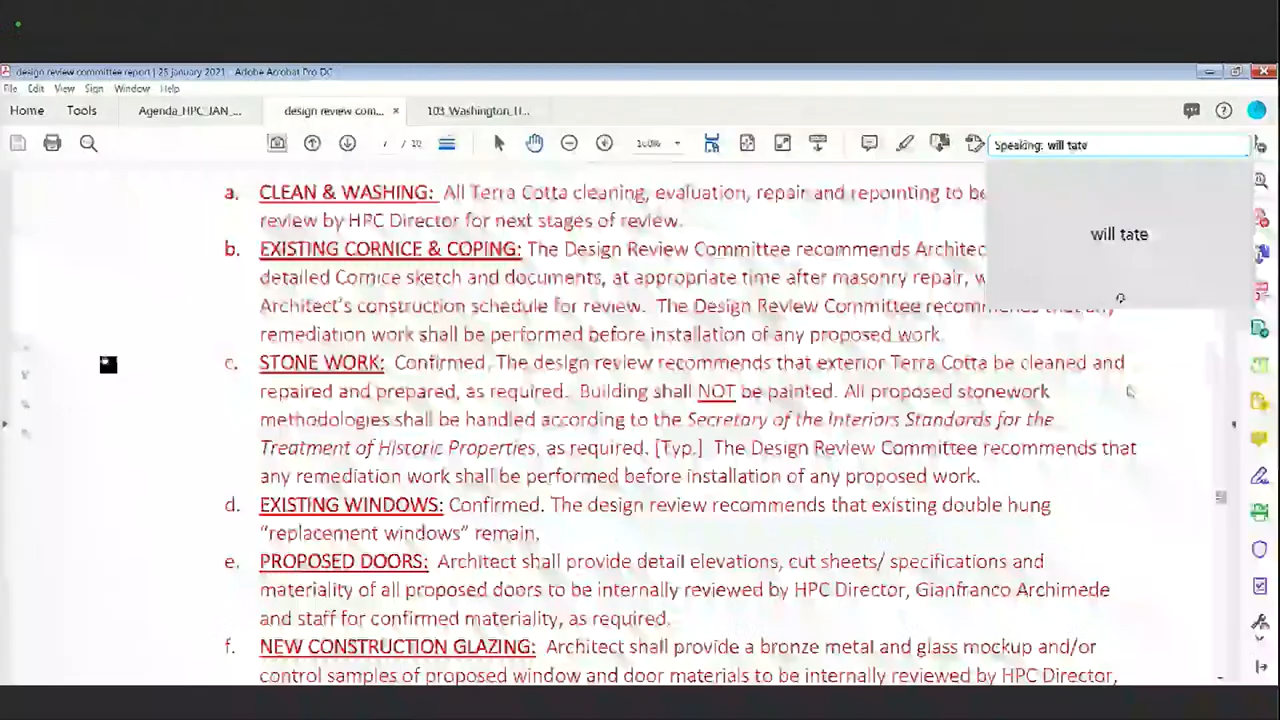 design review committee report | 25 january 2021 - Adobe Acrobat Pro DC
File Edit View Sign Window Help
Home Tools Agenda_HPC_JAN_... design review com... × 103_Washington_
7 / 10
Speaking: will tate
will tate
a. CLEAN & WASHING: All Terra Cotta cleaning, evaluation, repair and repointing to be
review by HPC Director for next stages of review.
b. EXISTING CORNICE & COPING: The Design Review Committee recommends Architec
detailed Cornice sketch and documents, at appropriate time after masonry repair, w
Architect's construction schedule for review. The Design Review Committee recommends that any
remediation work shall be performed before installation of any proposed work.
c. STONE WORK: Confirmed. The design review recommends that exterior Terra Cotta be cleaned and
repaired and prepared, as required. Building shall NOT be painted. All proposed stonework
methodologies shall be handled according to the Secretary of the Interiors Standards for the
Treatment of Historic Properties, as required. [Typ.] The Design Review Committee recommends that
any remediation work shall be performed before installation of any proposed work.
d. EXISTING WINDOWS: Confirmed. The design review recommends that existing double hung
"replacement windows" remain.
e. PROPOSED DOORS: Architect shall provide detail elevations, cut sheets/ specifications and
materiality of all proposed doors to be internally reviewed by HPC Director, Gianfranco Archimede
and staff for confirmed materiality, as required.
f. NEW CONSTRUCTION GLAZING: Architect shall provide a bronze metal and glass mockup and/or
control samples of proposed window and door materials to be internally reviewed by HPC Director,